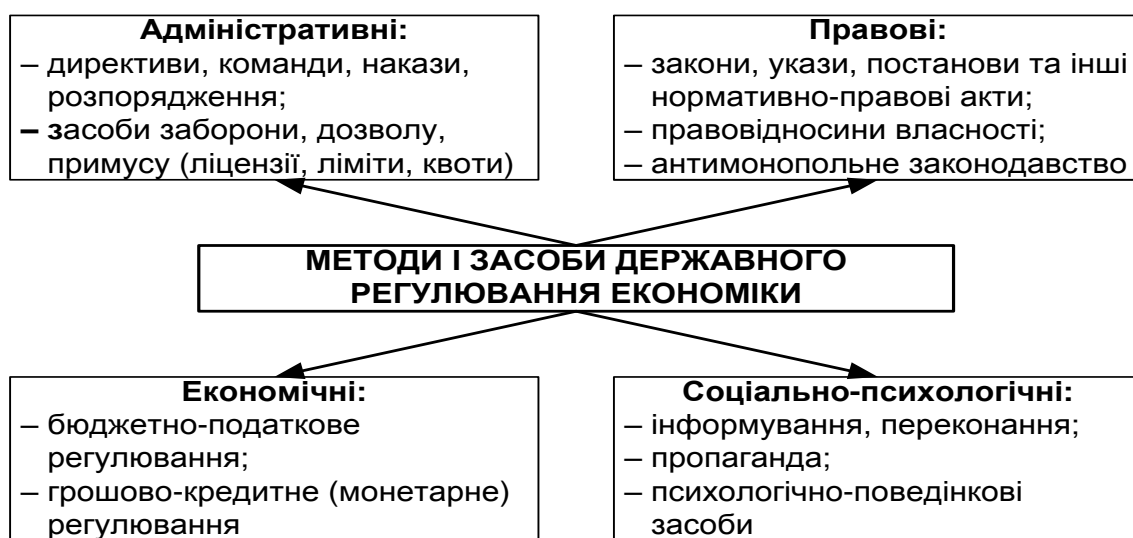 Адміністративні:
– директиви, команди, накази,
розпорядження;
– засоби заборони, дозволу,
примусу (ліцензії, ліміти, квоти)
Правові:
– закони, укази, постанови та інші
нормативно-правові акти;
– правовідносини власності;
– антимонопольне законодавство
МЕТОДИ І ЗАСОБИ ДЕРЖАВНОГО
РЕГУЛЮВАННЯ ЕКОНОМІКИ
Економічні:
– бюджетно-податкове
регулювання;
– грошово-кредитне (монетарне)
регулювання
Соціально-психологічні:
– інформування, переконання;
– пропаганда;
– психологічно-поведінкові
засоби